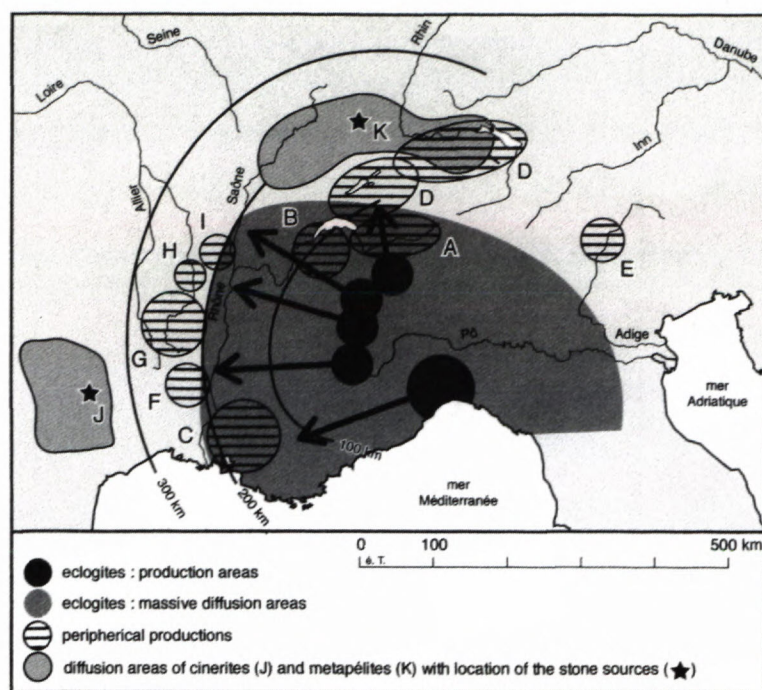 Seine
Rhin
Danube
Loire
Inn
K
Saône
D
D
Allier
I
B
A
H
E
Rhône
Pô
Adige
G
mer
Adriatique
F
J
C
100 km
mer
Méditerranée
300 km
200 km
0 100 500 km
é. T.
eclogites : production areas
eclogites : massive diffusion areas
peripherical productions
diffusion areas of cinerites (J) and metapélites (K) with location of the stone sources (★)